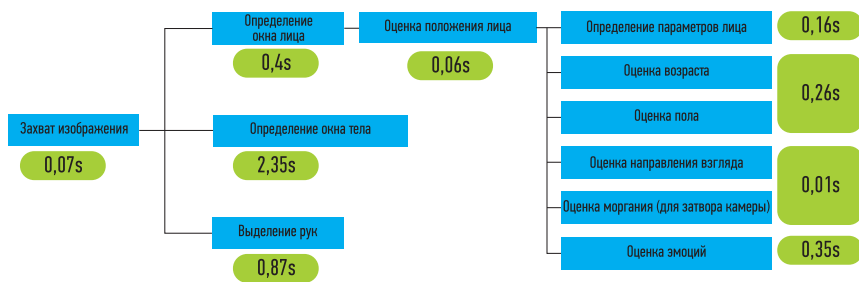 Определение
окна лица
0,4s
Оценка положения лица
0,06s
Определение параметров лица
0,16s
Оценка возраста
Оценка пола
0,26s
Захват изображения
0,07s
Определение окна тела
2,35s
Оценка направления взгляда
Оценка моргания (для затвора камеры)
0,01s
Выделение рук
0,87s
Оценка эмоций
0,35s